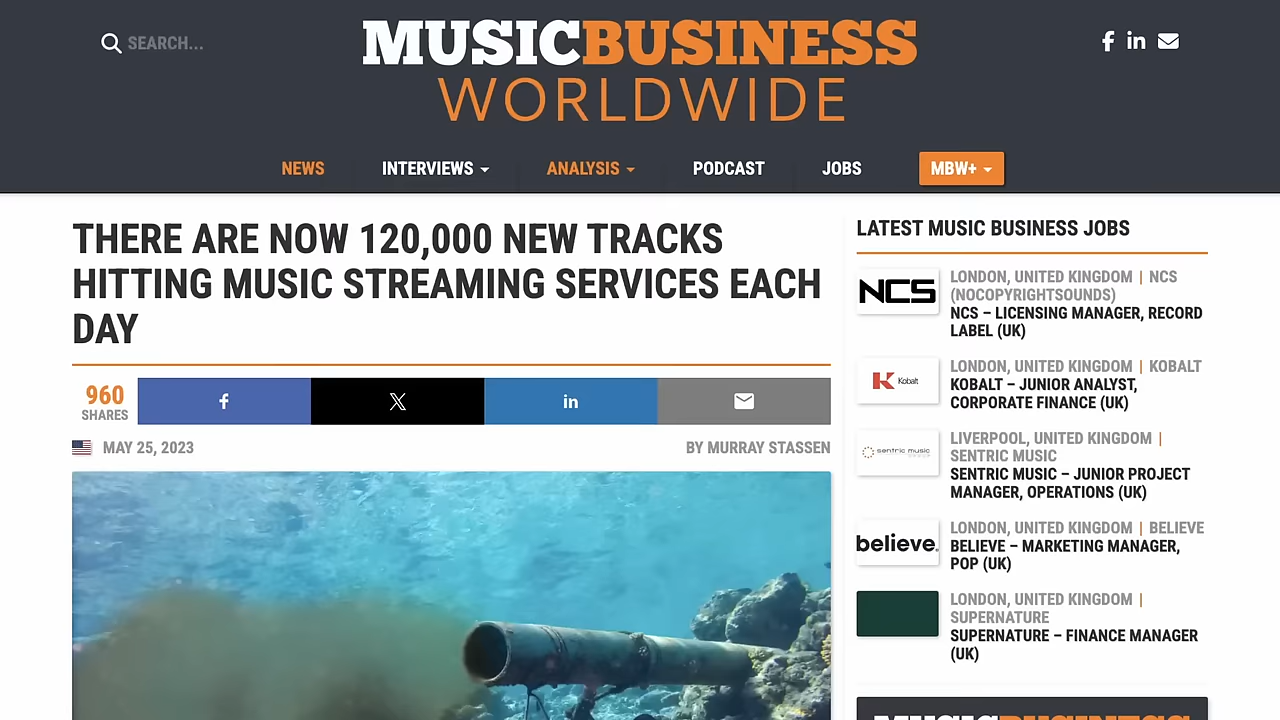 SEARCH...
MUSICBUSINESS
WORLDWIDE
NEWS
INTERVIEWS
ANALYSIS
PODCAST
JOBS
MBW+
THERE ARE NOW 120,000 NEW TRACKS
HITTING MUSIC STREAMING SERVICES EACH
DAY
960
SHARES
MAY 25, 2023
BY MURRAY STASSEN
LATEST MUSIC BUSINESS JOBS
NCS
LONDON, UNITED KINGDOM | NCS
(NOCOPYRIGHTSOUNDS)
NCS – LICENSING MANAGER, RECORD
LABEL (UK)
Kobalt
LONDON, UNITED KINGDOM | KOBALT
KOBALT – JUNIOR ANALYST,
CORPORATE FINANCE (UK)
sentric music
LIVERPOOL, UNITED KINGDOM |
SENTRIC MUSIC
SENTRIC MUSIC – JUNIOR PROJECT
MANAGER, OPERATIONS (UK)
believe.
LONDON, UNITED KINGDOM | BELIEVE
BELIEVE – MARKETING MANAGER,
POP (UK)
LONDON, UNITED KINGDOM |
SUPERNATURE
SUPERNATURE – FINANCE MANAGER
(UK)
MUSICBUSINESS